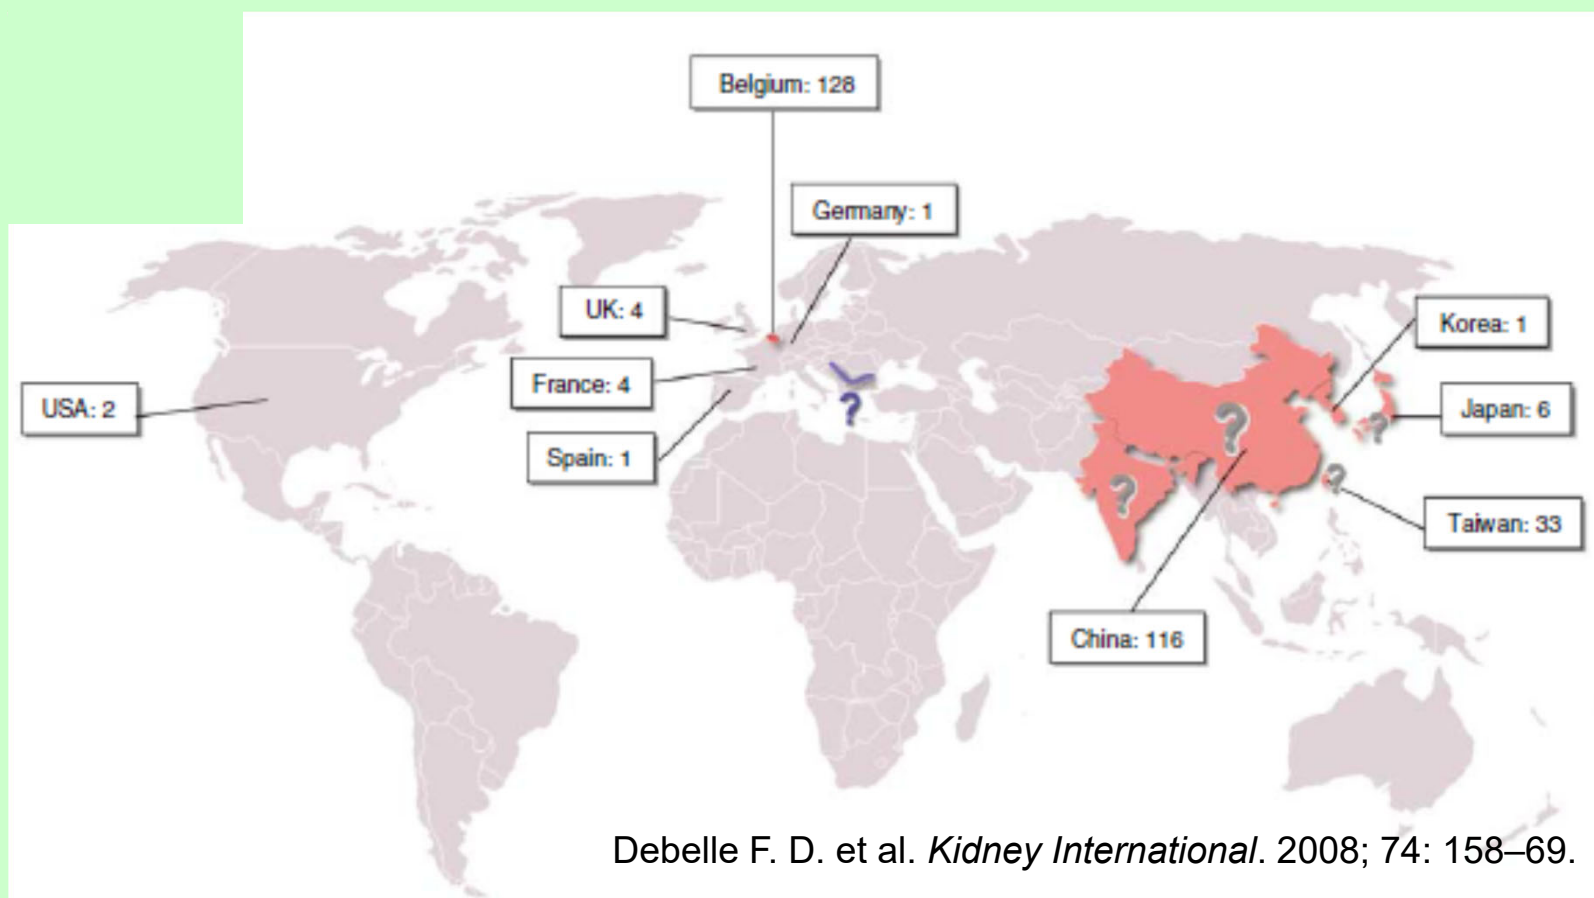 Belgium: 128
Germany: 1
UK: 4
Korea: 1
France: 4
USA: 2
Japan: 6
Spain: 1
?
?
?
?
?
Taiwan: 33
China: 116
Debelle F. D. et al. Kidney International. 2008; 74: 158–69.